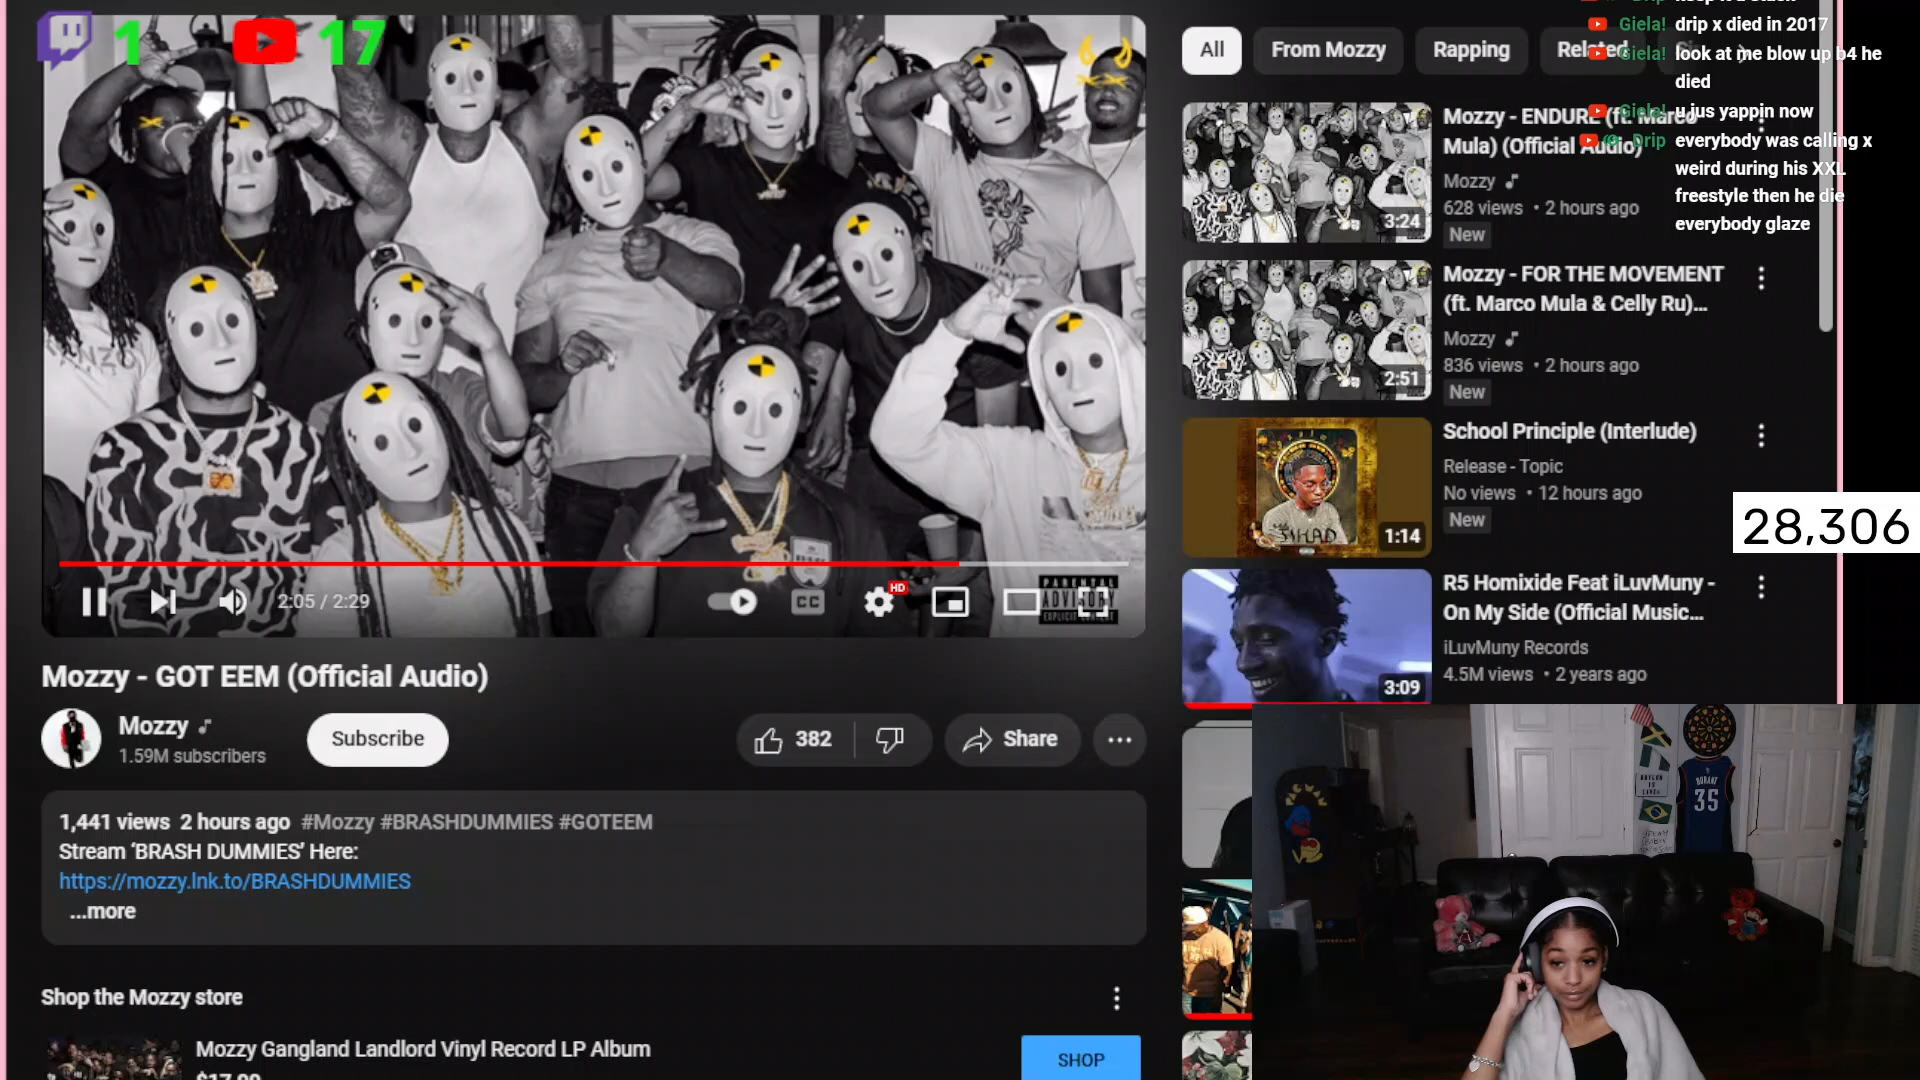 1
17
2:05 / 2:29
CC
HD
PARENTAL
ADVISORY
EXPLICIT CONTENT
Mozzy - GOT EEM (Official Audio)
Mozzy
1.59M subscribers
Subscribe
382
Share
1,441 views 2 hours ago #Mozzy #BRASHDUMMIES #GOTEEM
Stream ‘BRASH DUMMIES’ Here:
https://mozzy.lnk.to/BRASHDUMMIES
...more
Shop the Mozzy store
Mozzy Gangland Landlord Vinyl Record LP Album
SHOP
All
From Mozzy
Rapping
Related
Mozzy - ENDURE (ft. Marco
Mula) (Official Audio)
Mozzy
628 views • 2 hours ago
New
3:24
Mozzy - FOR THE MOVEMENT
(ft. Marco Mula & Celly Ru)...
Mozzy
836 views • 2 hours ago
New
2:51
School Principle (Interlude)
Release - Topic
No views • 12 hours ago
New
1:14
R5 Homixide Feat iLuvMuny -
On My Side (Official Music...
iLuvMuny Records
4.5M views • 2 years ago
3:09
Giela! drip x died in 2017
Giela! look at me blow up b4 he
died
Giela! u jus yappin now
Drip everybody was calling x
weird during his XXL
freestyle then he die
everybody glaze
28,306
PAC MAN
DURANT
35